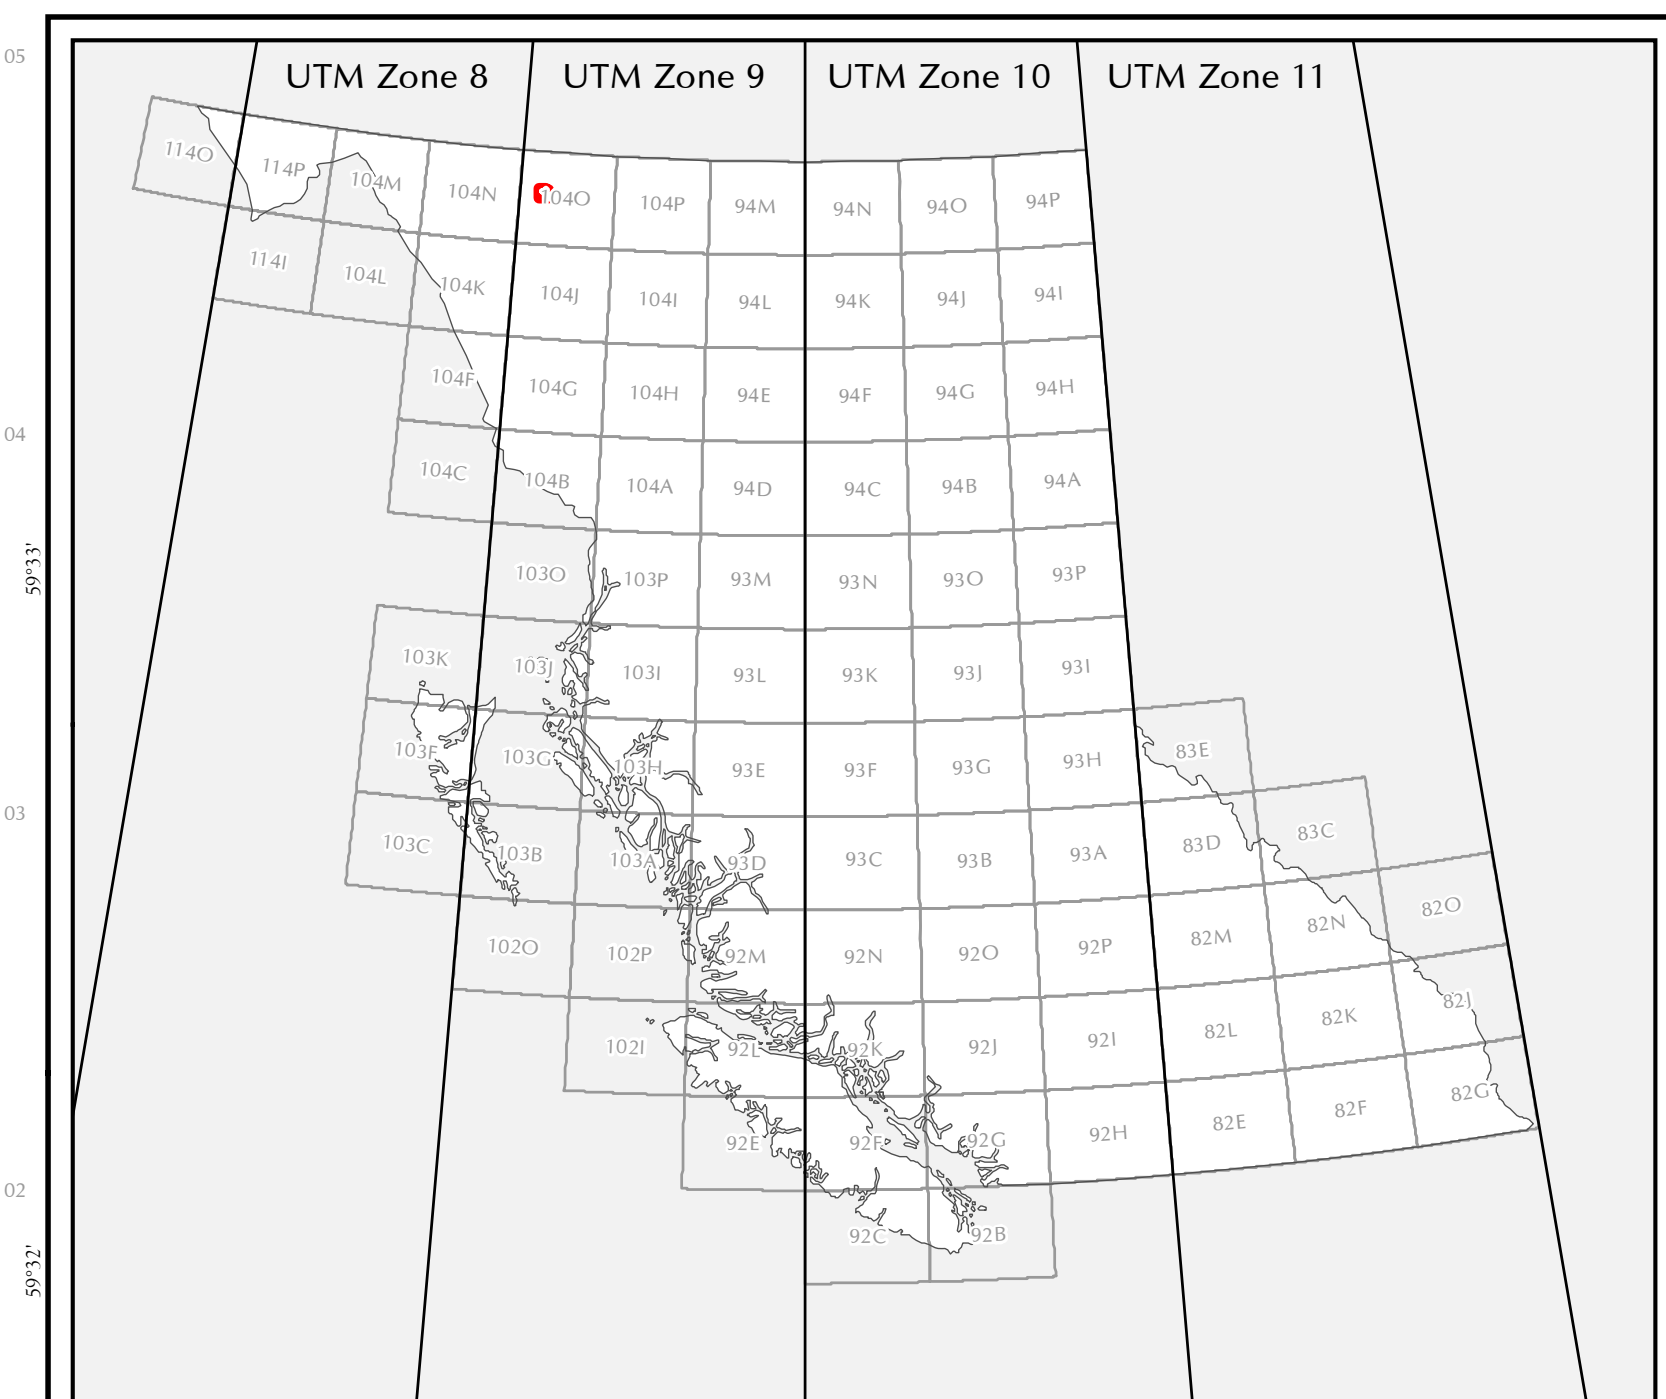 05
UTM Zone 8 UTM Zone 9 UTM Zone 10 UTM Zone 11
114O 114P 104M 104N 104O 104P 94M 94N 94O 94P
114I 104L 104K 104J 104I 94L 94K 94J 94I
104F 104G 104H 94E 94F 94G 94H
04
104C 104B 104A 94D 94C 94B 94A
59°33'
103O 103P 93M 93N 93O 93P
103K 103J 103I 93L 93K 93J 93I
103F 103G 103H 93E 93F 93G 93H 83E
03
103C 103B 103A 93D 93C 93B 93A 83D 83C
102O 102P 92M 92N 92O 92P 82M 82N 82O
102I 92L 92K 92J 92I 82L 82K 82J
92E 92F 92G 92H 82E 82F 82G
02
92C 92B
59°32'